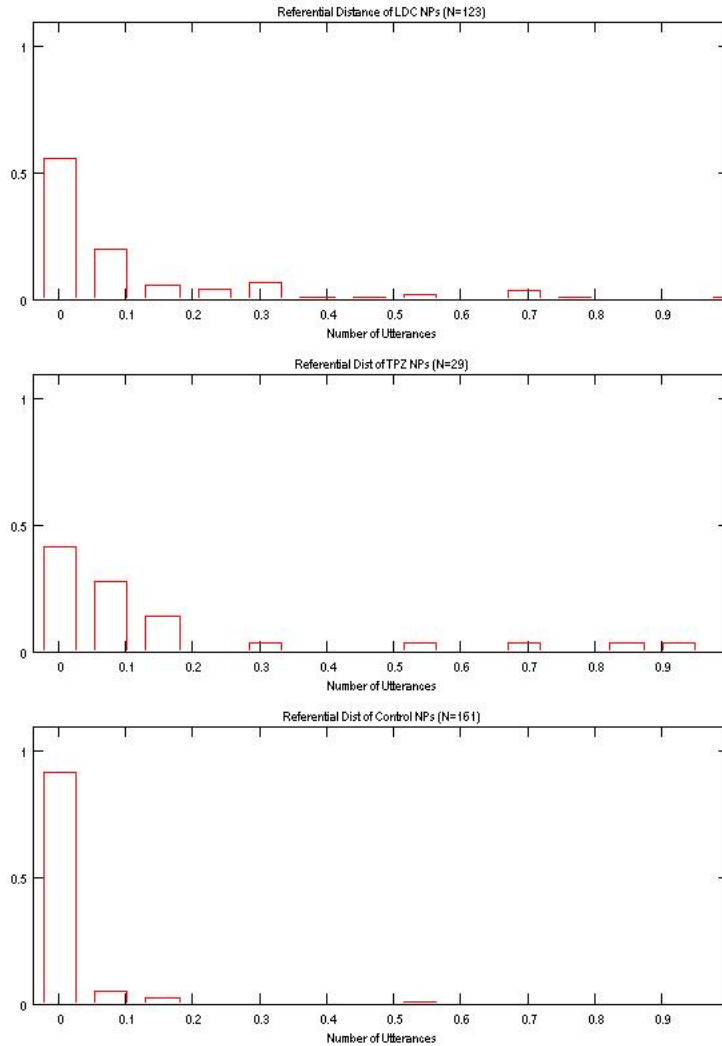 Referential Distance of LDC NPs (N=123)
1
0.5
0
0 0.1 0.2 0.3 0.4 0.5 0.6 0.7 0.8 0.9
Number of Utterances
Referential Dist of TPZ NPs (N=29)
1
0.5
0
0 0.1 0.2 0.3 0.4 0.5 0.6 0.7 0.8 0.9
Number of Utterances
Referential Dist of Control NPs (N=161)
1
0.5
0
0 0.1 0.2 0.3 0.4 0.5 0.6 0.7 0.8 0.9
Number of Utterances